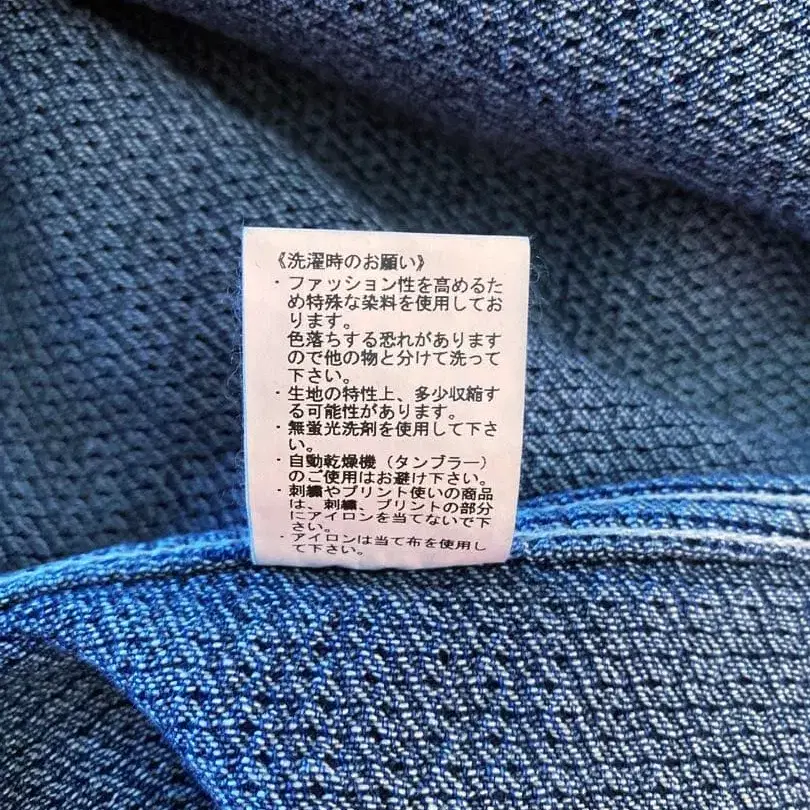 《洗濯時のお願い》
・ファッション性を高めるた
め特殊な染料を使用してお
ります。
色落ちする恐れがあります
ので他の物と分けて洗って
下さい。
・生地の特性上、多少収縮す
る可能性があります。
・無蛍光洗剤を使用して下さ
い。
・自動乾燥機（タンブラー）
のご使用はお避け下さい。
・刺繍やプリント使いの商品
は、刺繍、プリントの部分
にアイロンを当てないで下
さい。
・アイロンは当て布を使用し
て下さい。